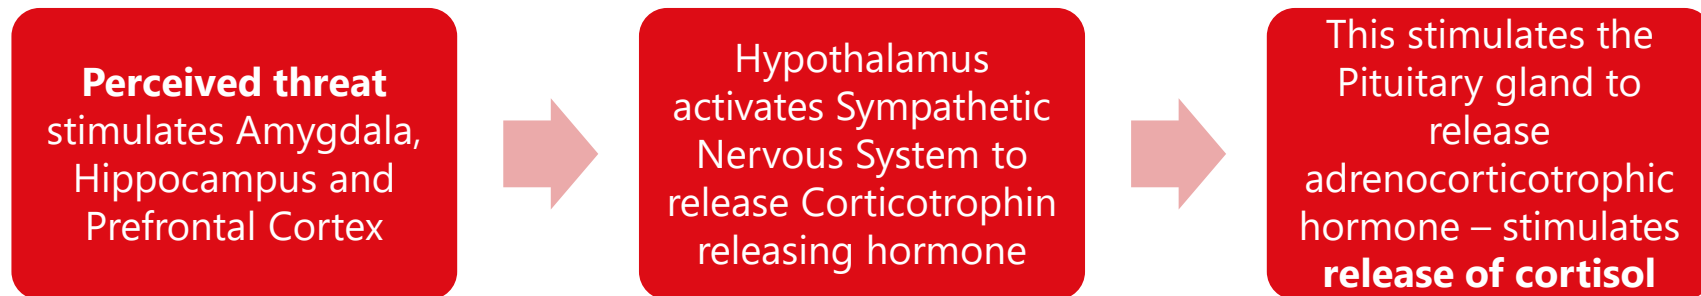 Perceived threat
stimulates Amygdala,
Hippocampus and
Prefrontal Cortex
Hypothalamus
activates Sympathetic
Nervous System to
release Corticotrophin
releasing hormone
This stimulates the
Pituitary gland to
release
adrenocorticotrophic
hormone – stimulates
release of cortisol